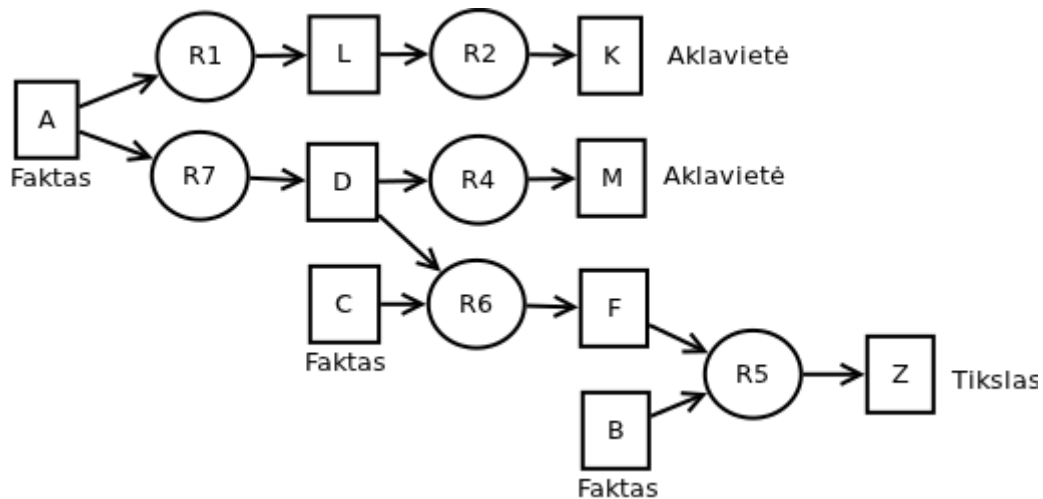 R1
L
R2
K
Aklavietė
A
Faktas
R7
D
R4
M
Aklavietė
C
Faktas
R6
F
R5
Z
Tikslas
B
Faktas